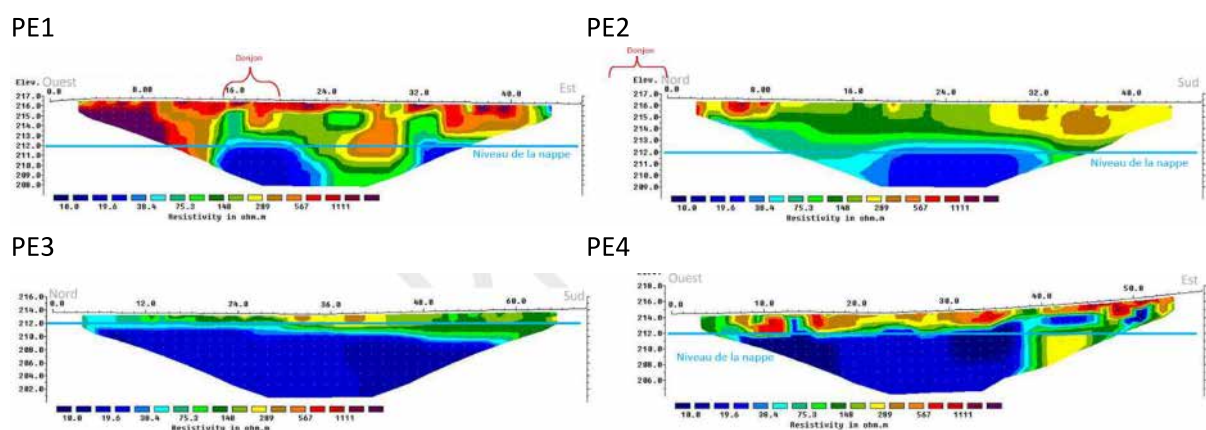 PE1
Donjon
Elev. Ouest Est
0.0 8.00 16.0 24.0 32.0 40.0
217.0
216.0
215.0
214.0
213.0
212.0
211.0
210.0
209.0
208.0
Niveau de la nappe
10.0 19.6 38.4 75.3 148 289 567 1111
Resistivity in ohm.m
PE2
Donjon
Elev. Nord Sud
0.0 8.00 16.0 24.0 32.0 40.0
217.0
216.0
215.0
214.0
213.0
212.0
211.0
210.0
209.0
Niveau de la nappe
10.0 19.6 38.4 75.3 148 289 567 1111
Resistivity in ohm.m
PE3
Nord Sud
0.0 12.0 24.0 36.0 48.0 60.0
216.0
214.0
212.0
210.0
208.0
206.0
204.0
202.0
10.0 19.6 38.4 75.3 148 289 567 1111
Resistivity in ohm.m
PE4
Ouest Est
0.0 10.0 20.0 30.0 40.0 50.0
218.0
216.0
214.0
212.0
210.0
208.0
206.0
Niveau de la nappe
10.0 19.6 38.4 75.3 148 289 567 1111
Resistivity in ohm.m